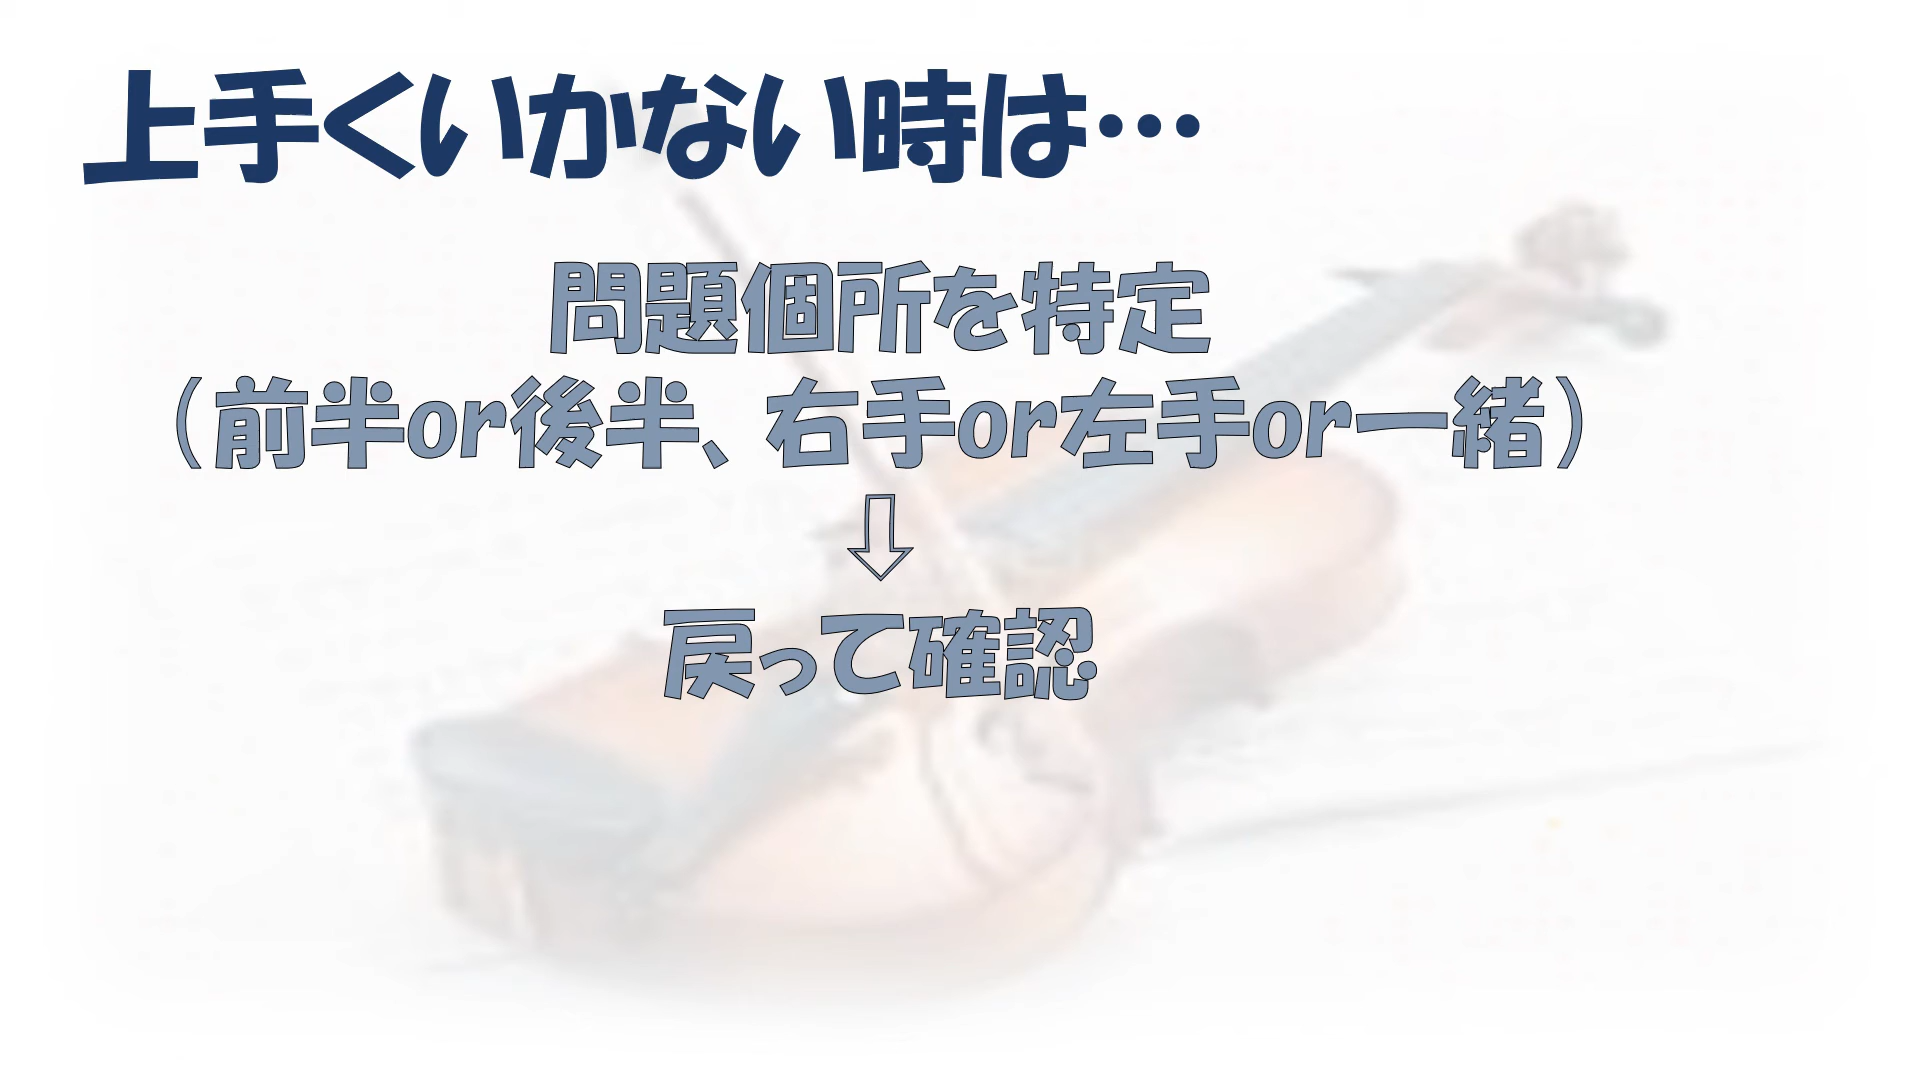 上手くいかない時は…
問題個所を特定
（前半or後半、右手or左手or一緒）
⇩
戻って確認